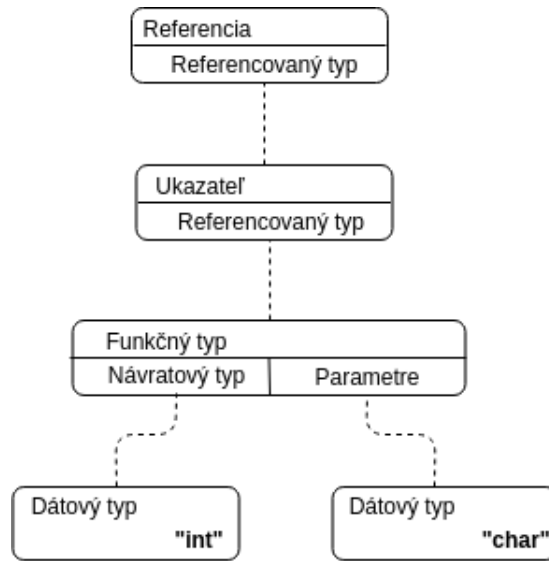 Referencia
Referencovaný typ
Ukazateľ
Referencovaný typ
Funkčný typ
Návratový typ
Parametre
Dátový typ
"int"
Dátový typ
"char"